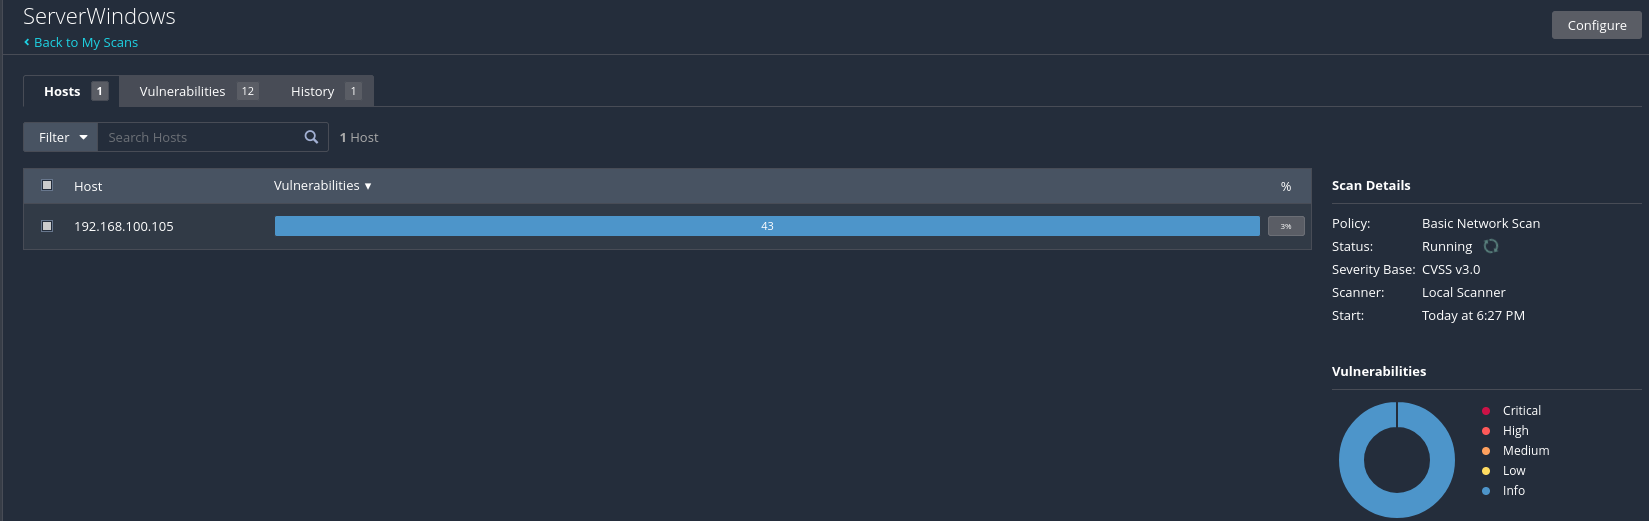 ServerWindows
Configure
Back to My Scans
Hosts 1 Vulnerabilities 12 History 1
Filter Search Hosts 1 Host
Host Vulnerabilities %
192.168.100.105 43 3%
Scan Details
Policy: Basic Network Scan
Status: Running
Severity Base: CVSS v3.0
Scanner: Local Scanner
Start: Today at 6:27 PM
Vulnerabilities
Critical
High
Medium
Low
Info